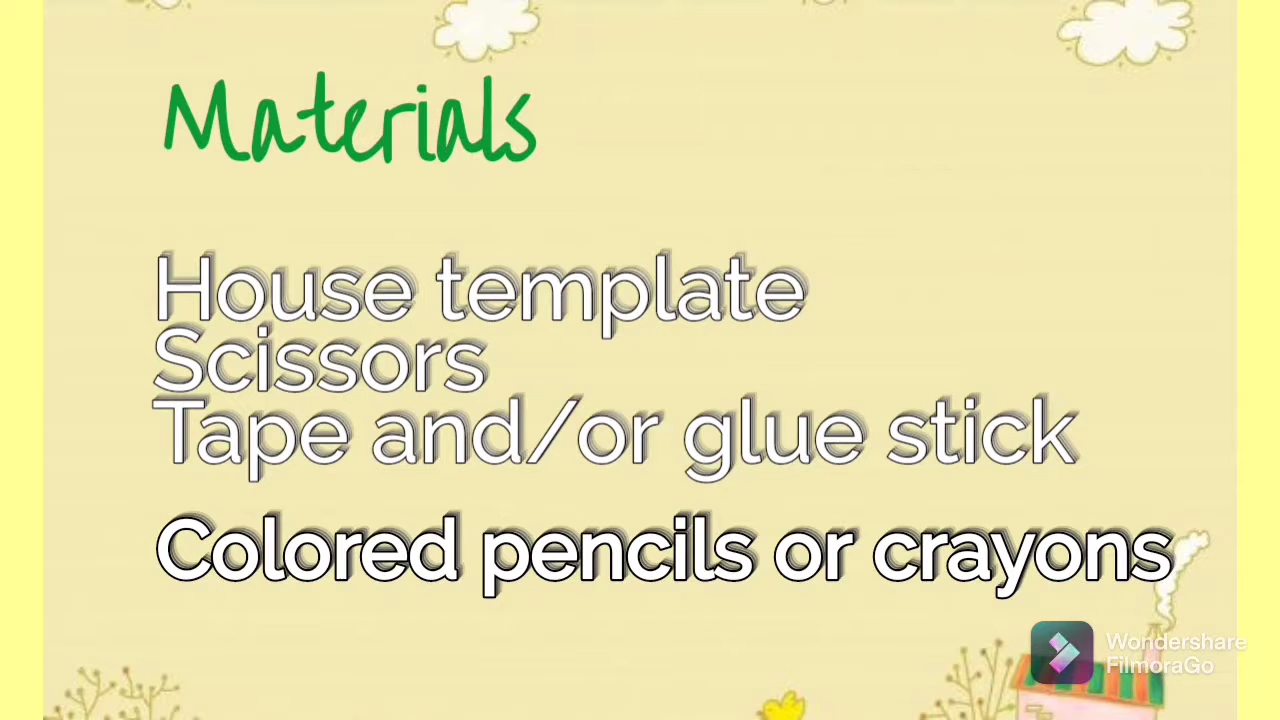 Materials
House template
Scissors
Tape and/or glue stick
Colored pencils or crayons
Wondershare
FilmoraGo